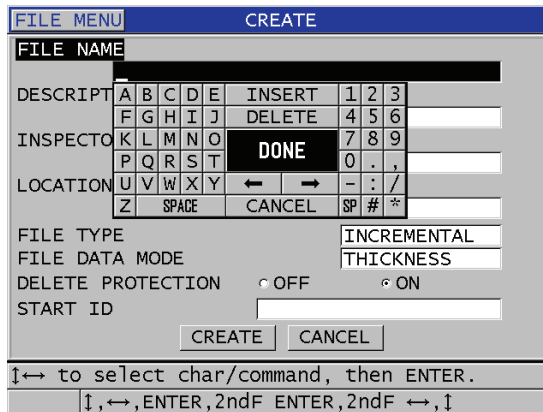 FILE MENU CREATE
FILE NAME
DESCRIPT A B C D E INSERT 1 2 3
F G H I J DELETE 4 5 6
INSPECTO K L M N O DONE 7 8 9
P Q R S T 0 . ,
LOCATION U V W X Y ← → - : /
Z SPACE CANCEL SP # *
FILE TYPE INCREMENTAL
FILE DATA MODE THICKNESS
DELETE PROTECTION OFF ON
START ID
CREATE CANCEL
↕↔ to select char/command, then ENTER.
↕,↔,ENTER,2ndF ENTER,2ndF ↔,↕